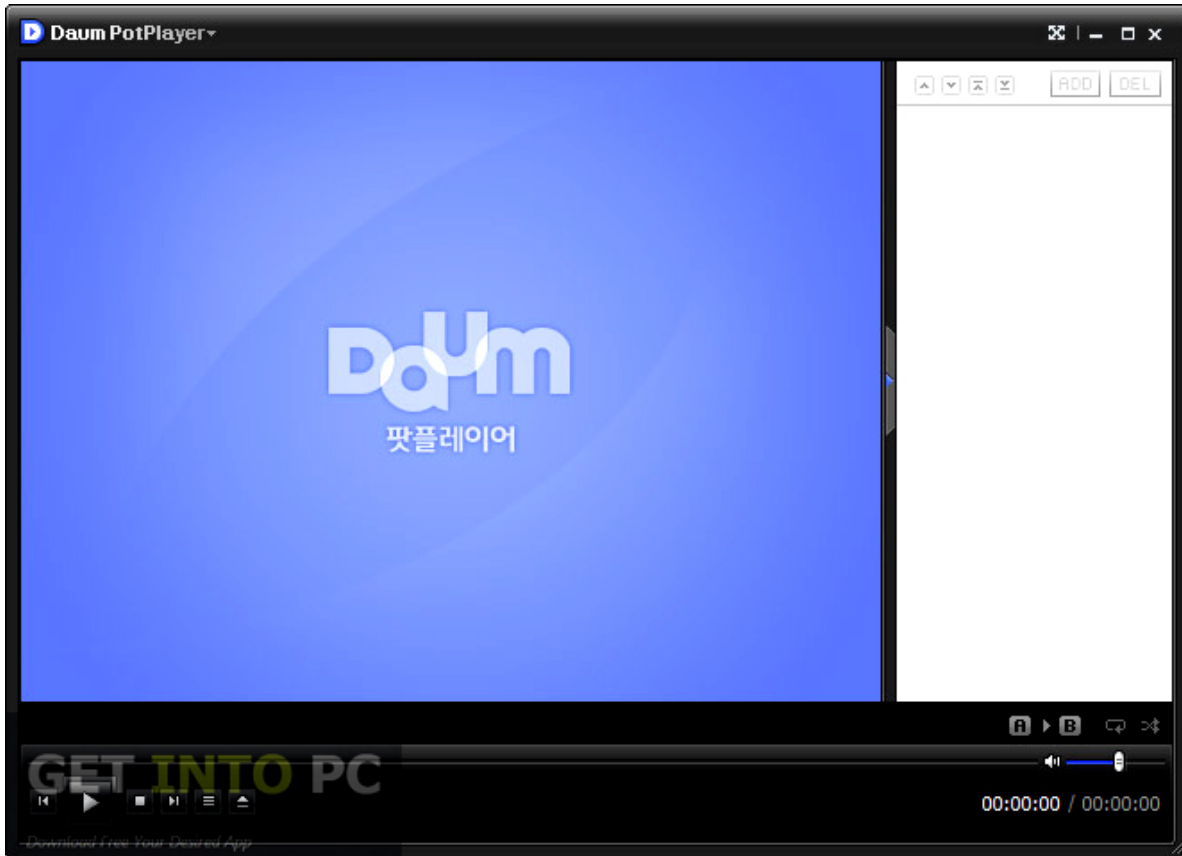 Daum PotPlayer
ADD DEL
Daum
팟플레이어
A B
GET INTO PC
00:00:00 / 00:00:00
Download Free Your Desired App